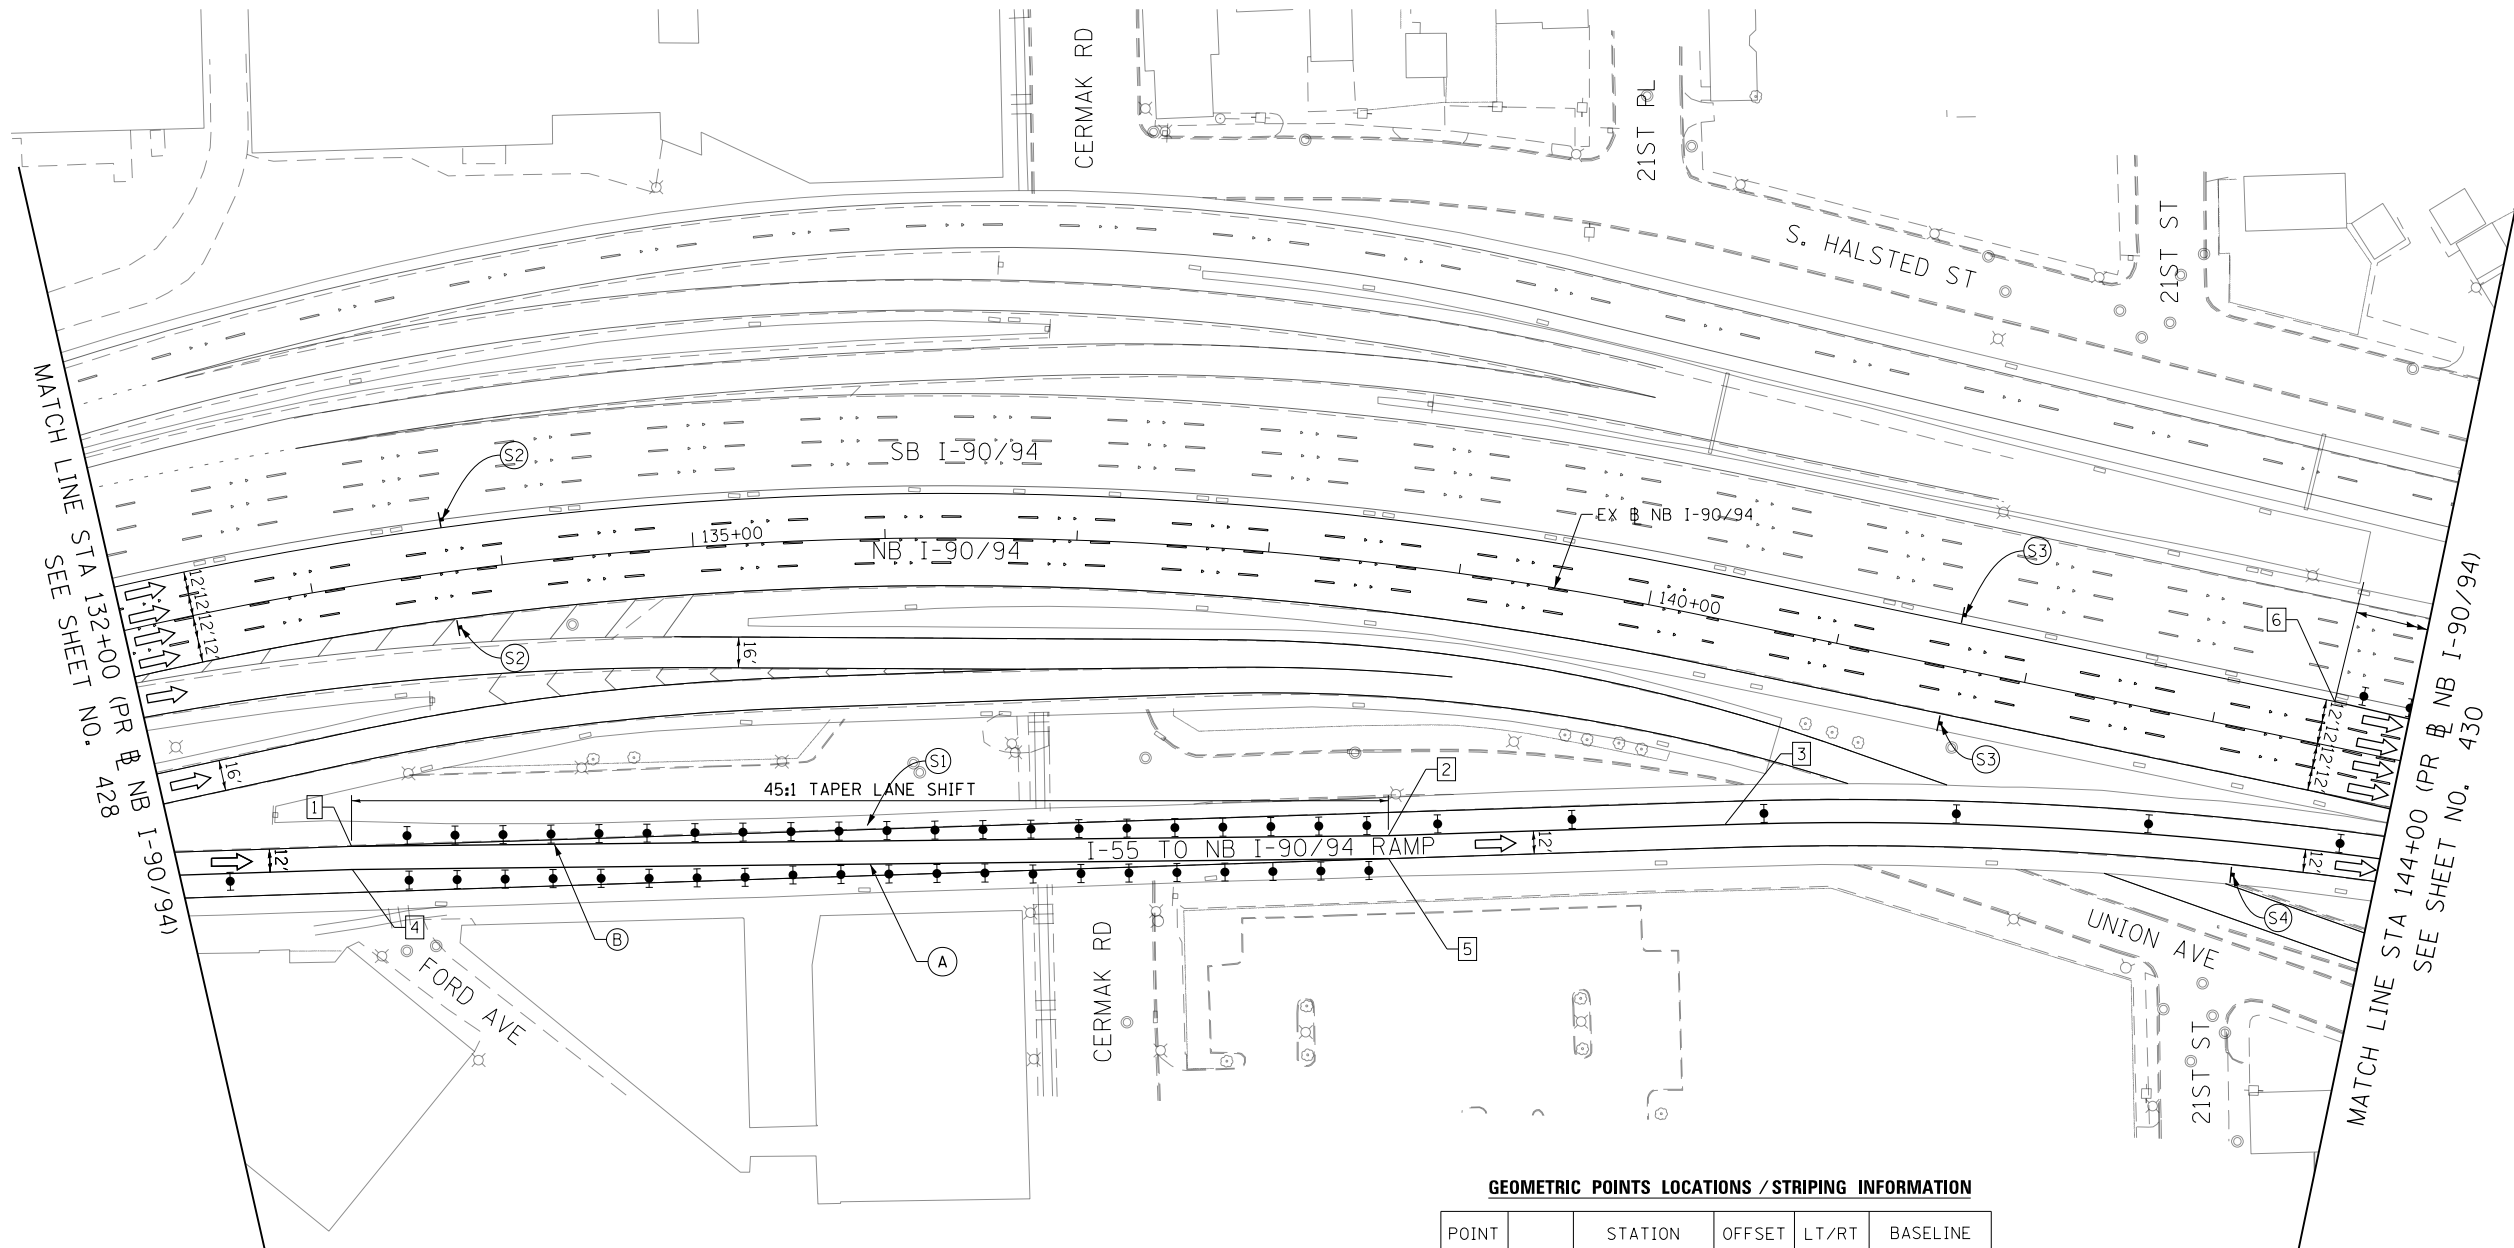 CERMAK RD
21ST PL
S. HALSTED ST
21ST ST
MATCH LINE STA 132+00 (PR B NB I-90/94)
SEE SHEET NO. 428
S2
SB I-90/94
EX B NB I-90/94
135+00
NB I-90/94
S3
140+00
6
12' 12' 12' 12'
S2
16'
16'
S1
45:1 TAPER LANE SHIFT
2
3
S3
12' 12' 12' 12'
1
12'
I-55 TO NB I-90/94 RAMP
12'
12'
4
B
A
5
S4
FORD AVE
CERMAK RD
UNION AVE
21ST ST
MATCH LINE STA 144+00 (PR B NB I-90/94)
SEE SHEET NO. 430
GEOMETRIC POINTS LOCATIONS / STRIPING INFORMATION
POINT STATION OFFSET LT/RT BASELINE